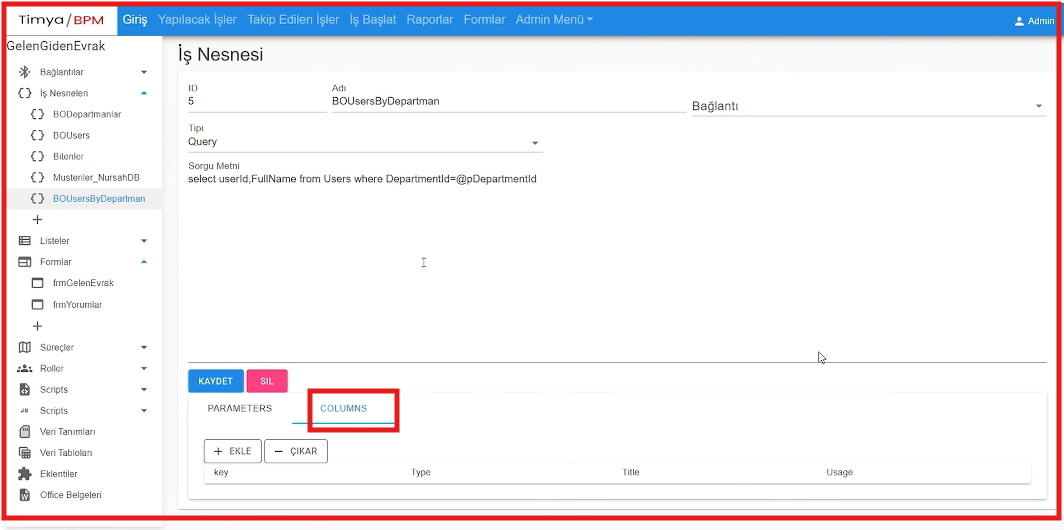 Timya/BPM
Giriş Yapılacak İşler Takip Edilen İşler İş Başlat Raporlar Formlar Admin Menü
Admin
GelenGidenEvrak
Bağlantılar
İş Nesneleri
BODepartmanlar
BOUsers
Bitenler
Musteriler_NursahDB
BOUsersByDepartman
+
Listeler
Formlar
frmGelenEvrak
frmYorumlar
+
Süreçler
Roller
Scripts
Scripts
Veri Tanımları
Veri Tabloları
Eklentiler
Office Belgeleri
İş Nesnesi
ID
5
Adı
BOUsersByDepartman
Bağlantı
Tipi
Query
Sorgu Metni
select userId,FullName from Users where DepartmentId=@pDepartmentId
KAYDET SIL
PARAMETERS COLUMNS
+ EKLE − ÇIKAR
key Type Title Usage